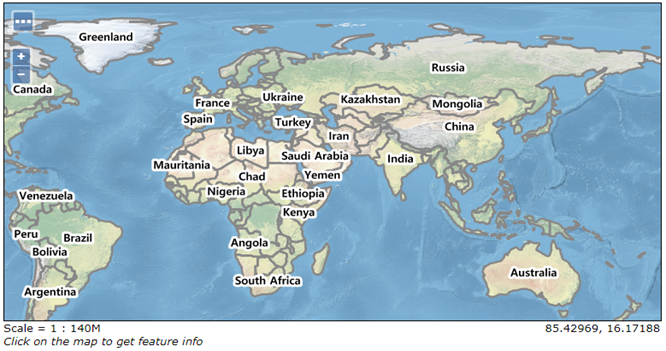 ...
Greenland
+
−
Russia
Canada
Ukraine
France
Kazakhstan
Mongolia
Spain
Turkey
China
Iran
Libya
Saudi Arabia
India
Mauritania
Chad
Yemen
Nigeria
Ethiopia
Venezuela
Kenya
Peru
Brazil
Angola
Bolivia
Australia
South Africa
Argentina
Scale = 1 : 140M
85.42969, 16.17188
Click on the map to get feature info